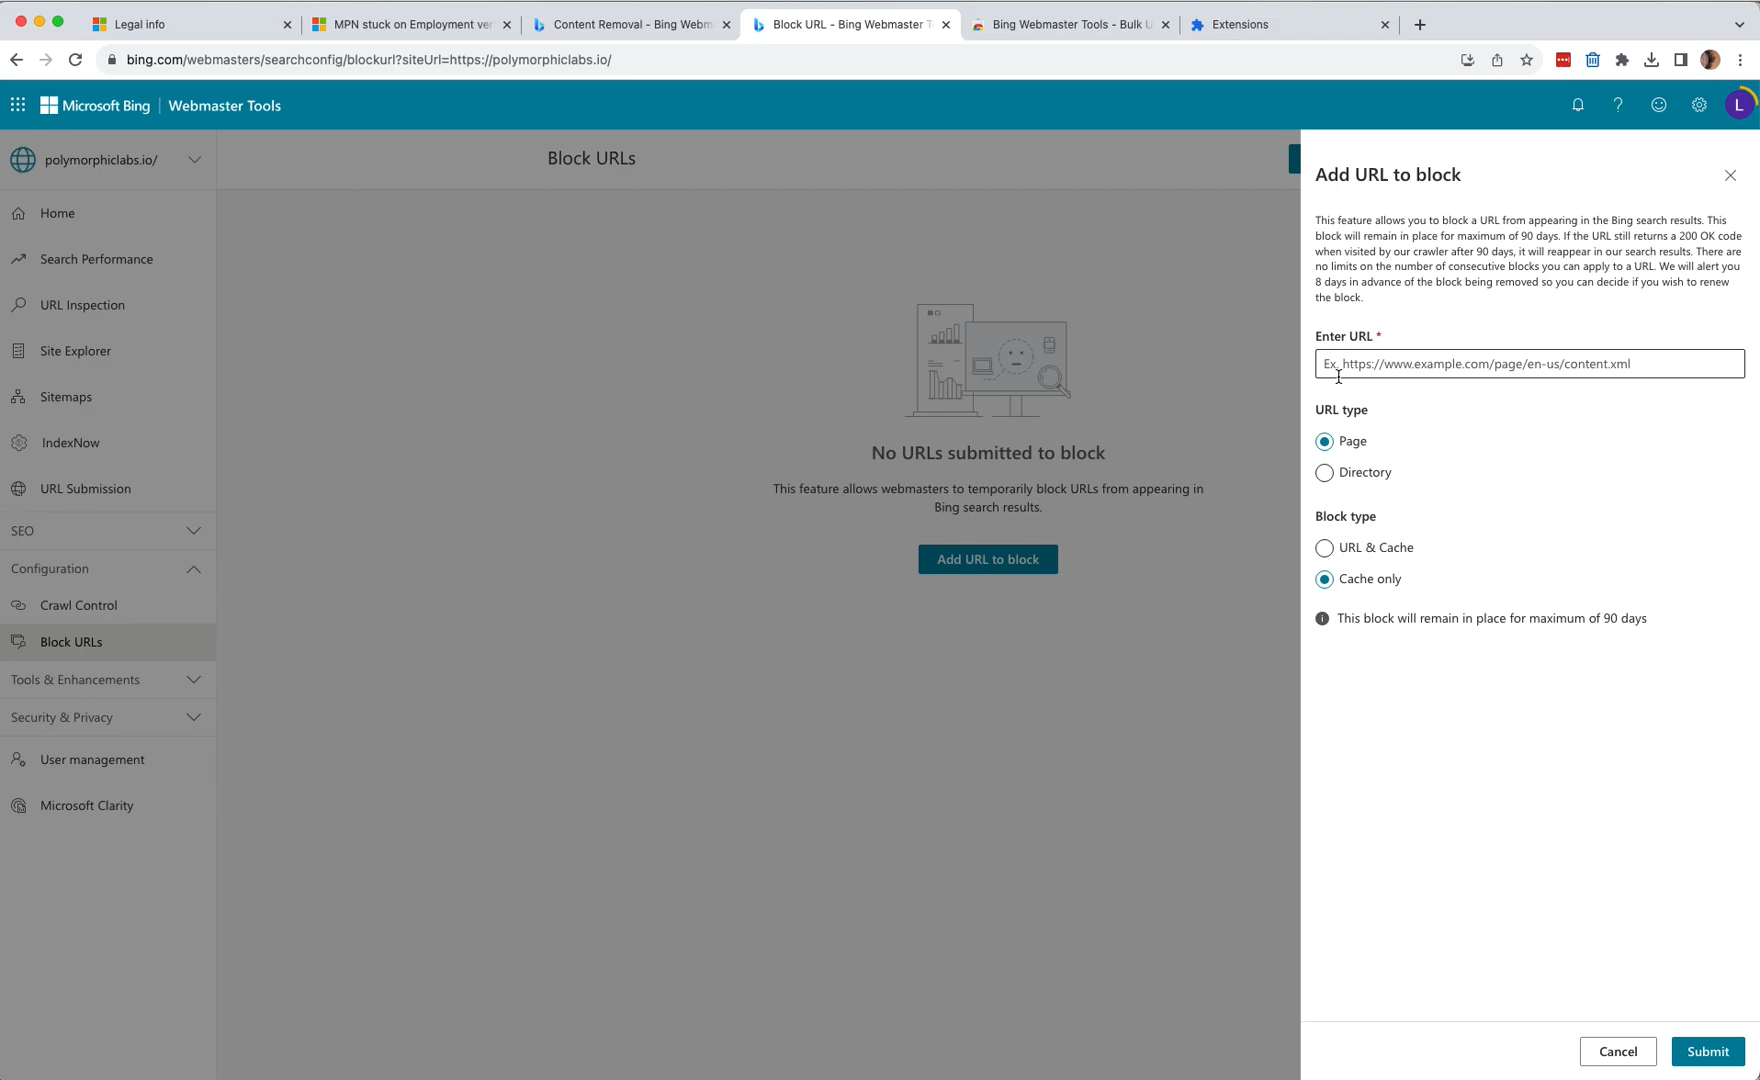 Legal info
MPN stuck on Employment ver
Content Removal - Bing Webm
Block URL - Bing Webmaster T
Bing Webmaster Tools - Bulk U
Extensions
bing.com/webmasters/searchconfig/blockurl?siteUrl=https://polymorphiclabs.io/
Microsoft Bing
Webmaster Tools
L
polymorphiclabs.io/
Home
Search Performance
URL Inspection
Site Explorer
Sitemaps
IndexNow
URL Submission
SEO
Configuration
Crawl Control
Block URLs
Tools & Enhancements
Security & Privacy
User management
Microsoft Clarity
Block URLs
No URLs submitted to block
This feature allows webmasters to temporarily block URLs from appearing in
Bing search results.
Add URL to block
Add URL to block
This feature allows you to block a URL from appearing in the Bing search results. This
block will remain in place for maximum of 90 days. If the URL still returns a 200 OK code
when visited by our crawler after 90 days, it will reappear in our search results. There are
no limits on the number of consecutive blocks you can apply to a URL. We will alert you
8 days in advance of the block being removed so you can decide if you wish to renew
the block.
Enter URL *
Ex. https://www.example.com/page/en-us/content.xml
URL type
Page
Directory
Block type
URL & Cache
Cache only
This block will remain in place for maximum of 90 days
Cancel
Submit